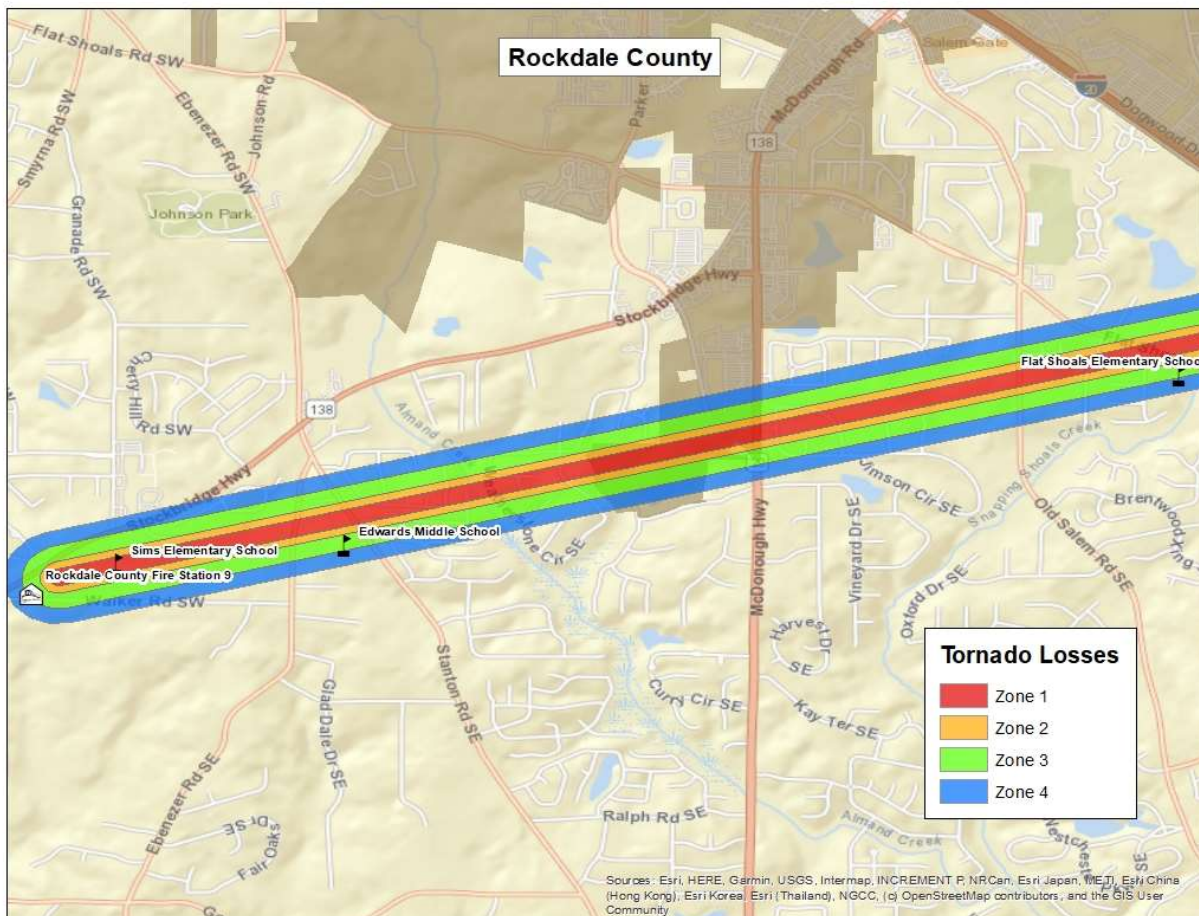 Rockdale County
Flat Shoals Rd SW
Smyrna Rd SW
Ebenezer Rd SW
Johnson Rd
Granade Rd SW
Johnson Park
Parker
McDonough Rd
138
Salem Gate
20
Dogwood D
Stockbridge Hwy
Cherry Hill
Rd SW
138
Stockbridge Hwy
Almand Creek
Flat Shoals Elementary School
Sims Elementary School
Edwards Middle School
Rockdale County Fire Station 9
Walker Rd SW
McDonough Hwy
Vineyard Dr SE
Snapping Shoals Creek
Old Salem Rd SE
Oxford Dr SE
Stanton Rd SE
Glad Dale Dr SE
Ebenezer Rd SE
Harvest Dr
SE
Curry Cir SE
Kay Ter SE
Ralph Rd SE
Almand Creek
Dr SE
Fair Oaks
Tornado Losses
Zone 1
Zone 2
Zone 3
Zone 4
Sources: Esri, HERE, Garmin, USGS, Intermap, INCREMENT P, NRCan, Esri Japan, METI, Esri China
(Hong Kong), Esri Korea, Esri (Thailand), NGCC, (c) OpenStreetMap contributors, and the GIS User
Community